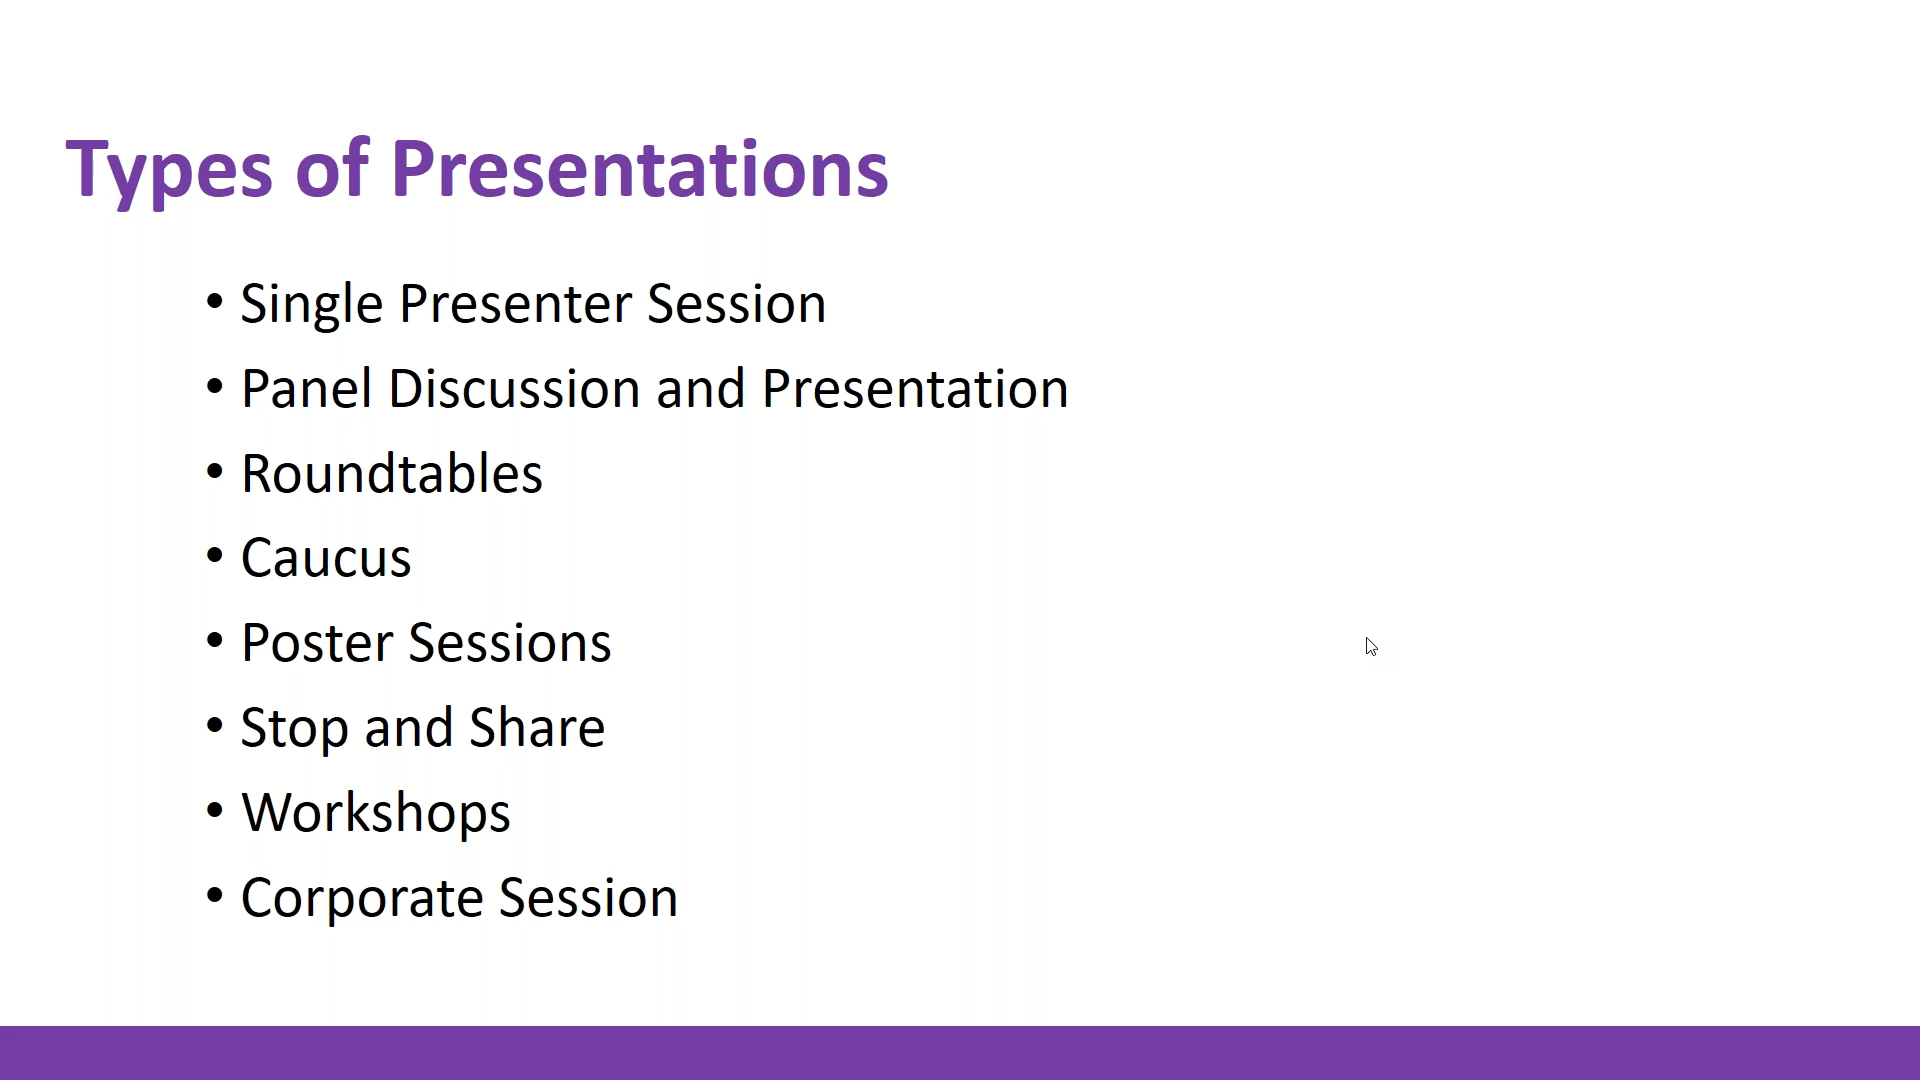 Types of Presentations
• Single Presenter Session
• Panel Discussion and Presentation
• Roundtables
• Caucus
• Poster Sessions
• Stop and Share
• Workshops
• Corporate Session